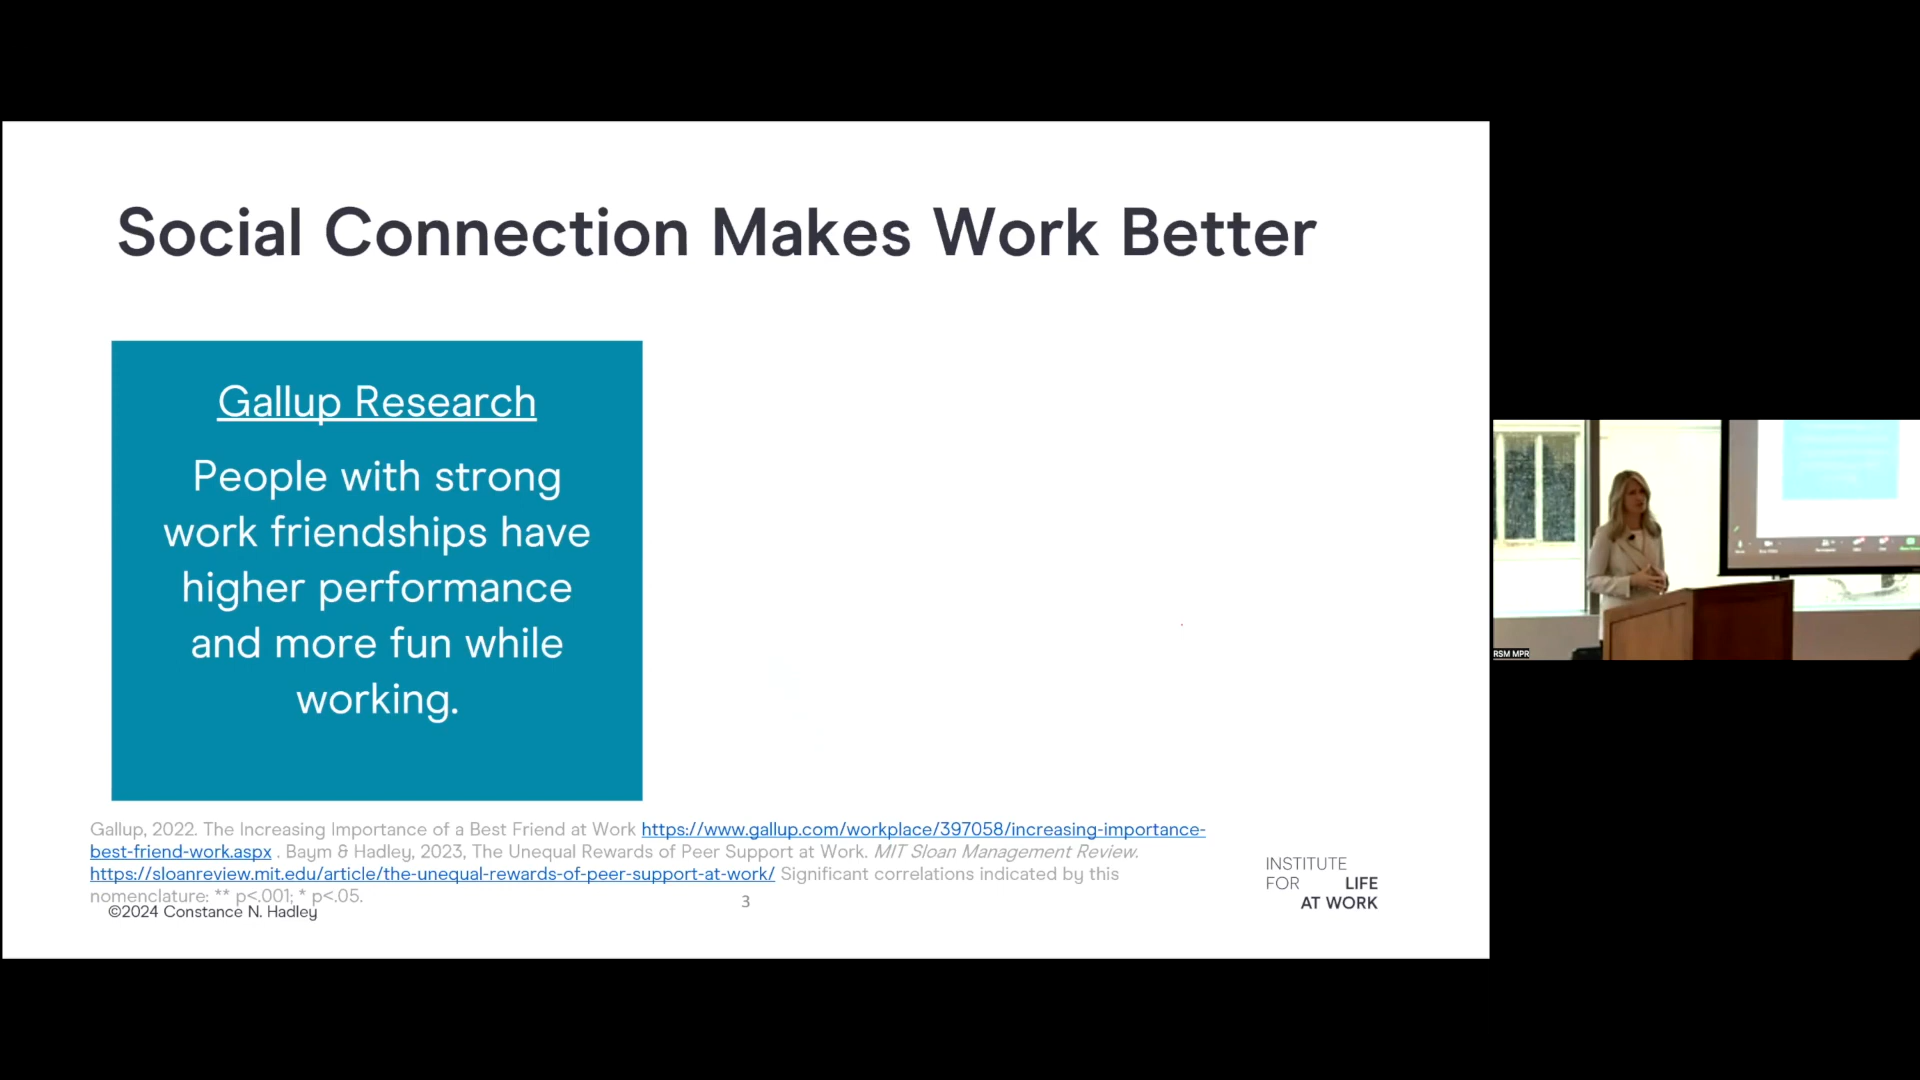 Social Connection Makes Work Better
Gallup Research
People with strong
work friendships have
higher performance
and more fun while
working.
Gallup, 2022. The Increasing Importance of a Best Friend at Work https://www.gallup.com/workplace/397058/increasing-importance-
best-friend-work.aspx . Baym & Hadley, 2023, The Unequal Rewards of Peer Support at Work. MIT Sloan Management Review.
https://sloanreview.mit.edu/article/the-unequal-rewards-of-peer-support-at-work/ Significant correlations indicated by this
nomenclature: ** p<.001; * p<.05.
©2024 Constance N. Hadley
3
INSTITUTE
FOR LIFE
AT WORK
RSM MPR